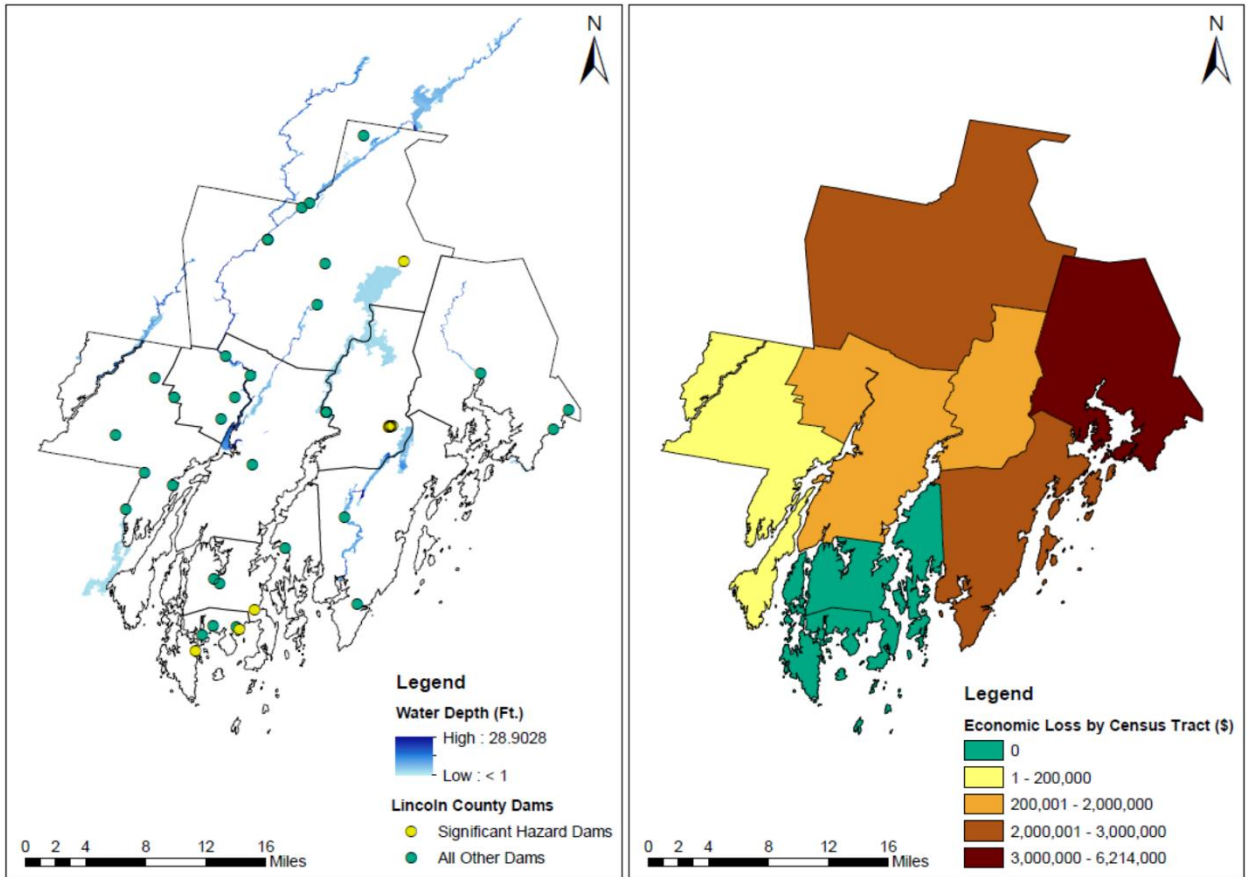 N
Legend
Water Depth (Ft.)
High : 28.9028
Low : < 1
Lincoln County Dams
Significant Hazard Dams
All Other Dams
0 2 4 8 12 16
Miles
N
Legend
Economic Loss by Census Tract ($)
0
1 - 200,000
200,001 - 2,000,000
2,000,001 - 3,000,000
3,000,000 - 6,214,000
0 2 4 8 12 16
Miles